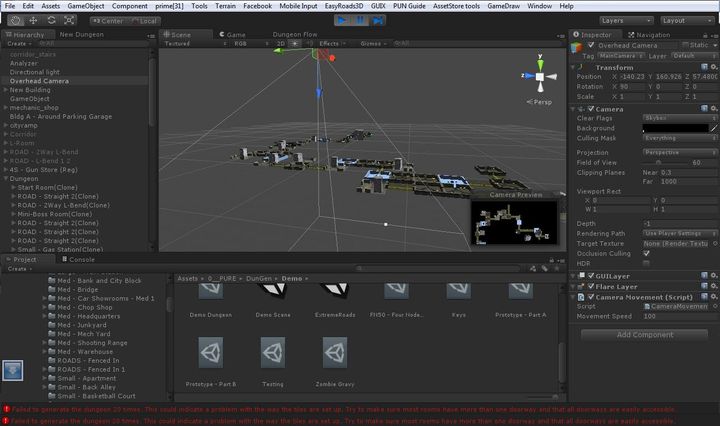 File Edit Assets GameObject Component prime[31] Tools Terrain Facebook Mobile Input EasyRoads3D GUIX PUN Guide AssetStore tools GameDraw Window Help
Center Local Layers Layout
Hierarchy New Dungeon
Create
corridor_stairs
Analyzer
Directional light
Overhead Camera
New Building
GameObject
mechanic_shop
Bldg A - Around Parking Garage
cityramp
Corridor
L-Room
ROAD - 2Way L-Bend
ROAD - L-Bend 1 2
4S - Gun Store (Reg)
Dungeon
Start Room(Clone)
ROAD - Straight 2(Clone)
ROAD - 2Way L-Bend(Clone)
Mini-Boss Room(Clone)
ROAD - Straight 2(Clone)
ROAD - Straight 2(Clone)
ROAD - Straight 2(Clone)
Small - Gas Station(Clone)
Scene Game Dungeon Flow
Textured RGB 2D Effects Gizmos All
y
z
Persp
Camera Preview
Inspector Navigation
Overhead Camera Static
Tag MainCamera Layer Default
Transform
Position X -140.23 Y 160.926 Z 57.4800
Rotation X 90 Y 0 Z 0
Scale X 1 Y 1 Z 1
Camera
Clear Flags Skybox
Background
Culling Mask Everything
Projection Perspective
Field of View 60
Clipping Planes Near 0.3
Far 1000
Viewport Rect
X 0 Y 0
W 1 H 1
Depth -1
Rendering Path Use Player Settings
Target Texture None (Render Textu
Occlusion Culling
HDR
GUILayer
Flare Layer
Camera Movement (Script)
Script CameraMovemen
Movement Speed 100
Add Component
Project Console
Create
Med - Bank and City Block
Med - Bridge
Med - Car Showrooms - Med 1
Med - Chop Shop
Med - Headquarters
Med - Junkyard
Med - Mech Yard
Med - Shooting Range
Med - Warehouse
ROADS - Fenced In
ROADS - Fenced In 1
Small - Apartment
Small - Back Alley
Small - Basketball Court
Assets 0__PURE DunGen Demo
Demo Dungeon Demo Scene ExtremeRoads FN50 - Four Node... Keys Prototype - Part A
Prototype - Part B Testing Zombie Gravy
Failed to generate the dungeon 20 times. This could indicate a problem with the way the tiles are set up. Try to make sure most rooms have more than one doorway and that all doorways are easily accessible.
Failed to generate the dungeon 20 times. This could indicate a problem with the way the tiles are set up. Try to make sure most rooms have more than one doorway and that all doorways are easily accessible.